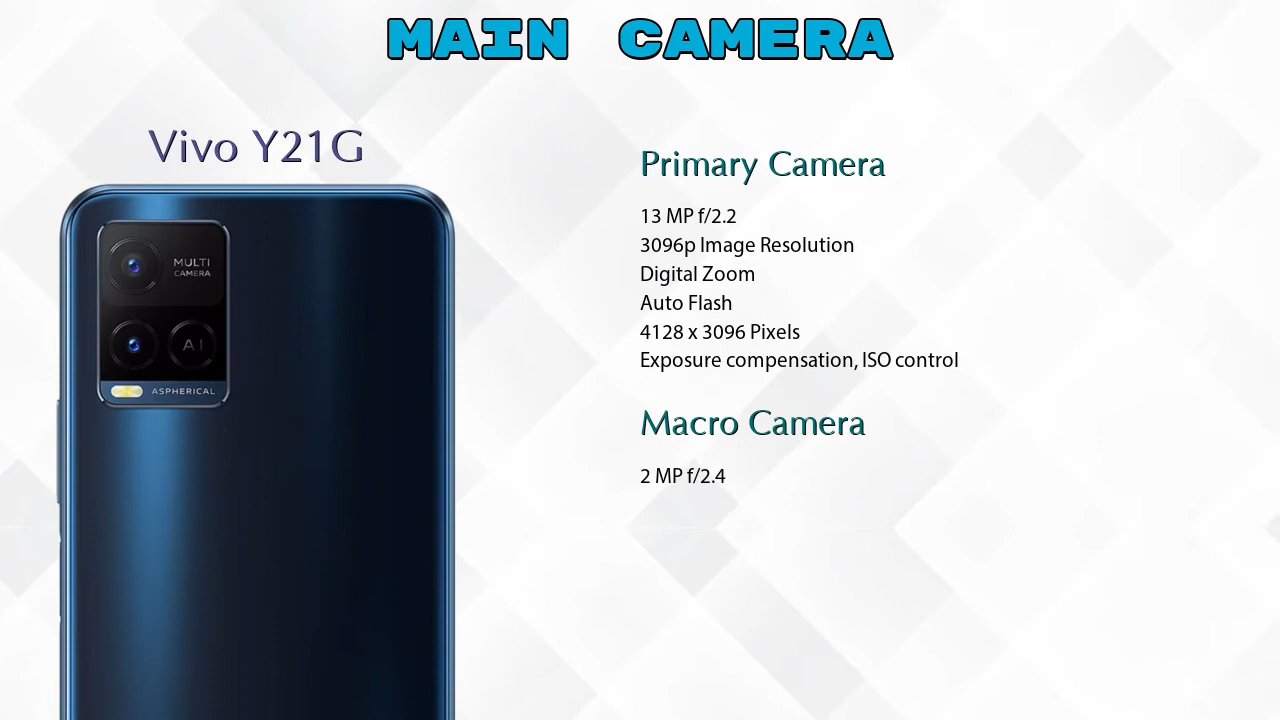 MAIN CAMERA
Vivo Y21G
MULTI
CAMERA
AI
ASPHERICAL
Primary Camera
13 MP f/2.2
3096p Image Resolution
Digital Zoom
Auto Flash
4128 x 3096 Pixels
Exposure compensation, ISO control
Macro Camera
2 MP f/2.4